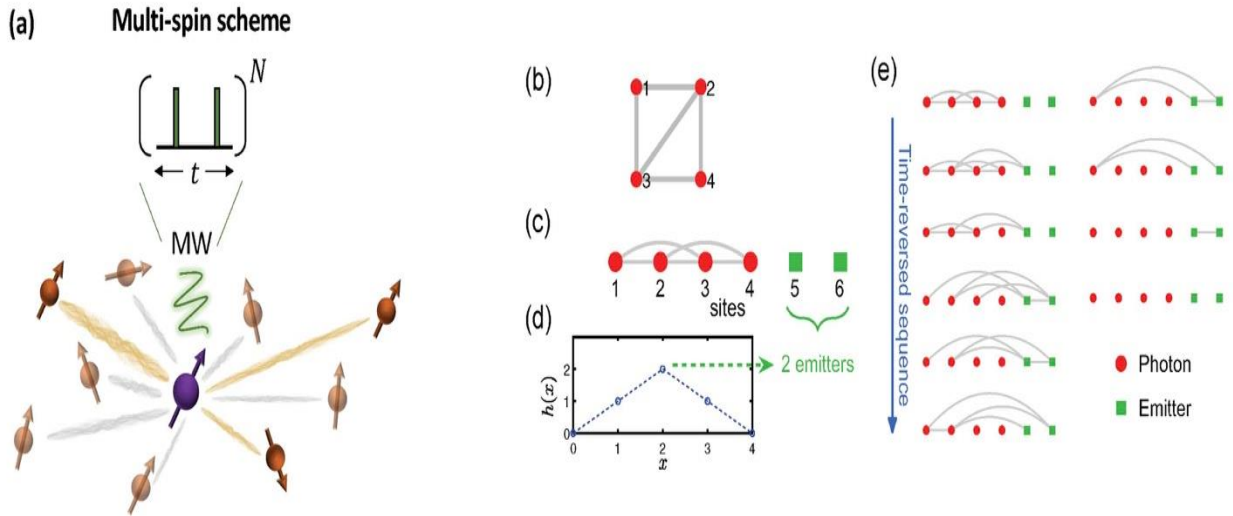 (a)
Multi-spin scheme
N
t
MW
(b)
1
2
3
4
(c)
1 2 3 4 5 6
sites
(d)
2 emitters
h(x)
2
1
0
0 1 2 3 4
x
(e)
Time-reversed sequence
Photon
Emitter